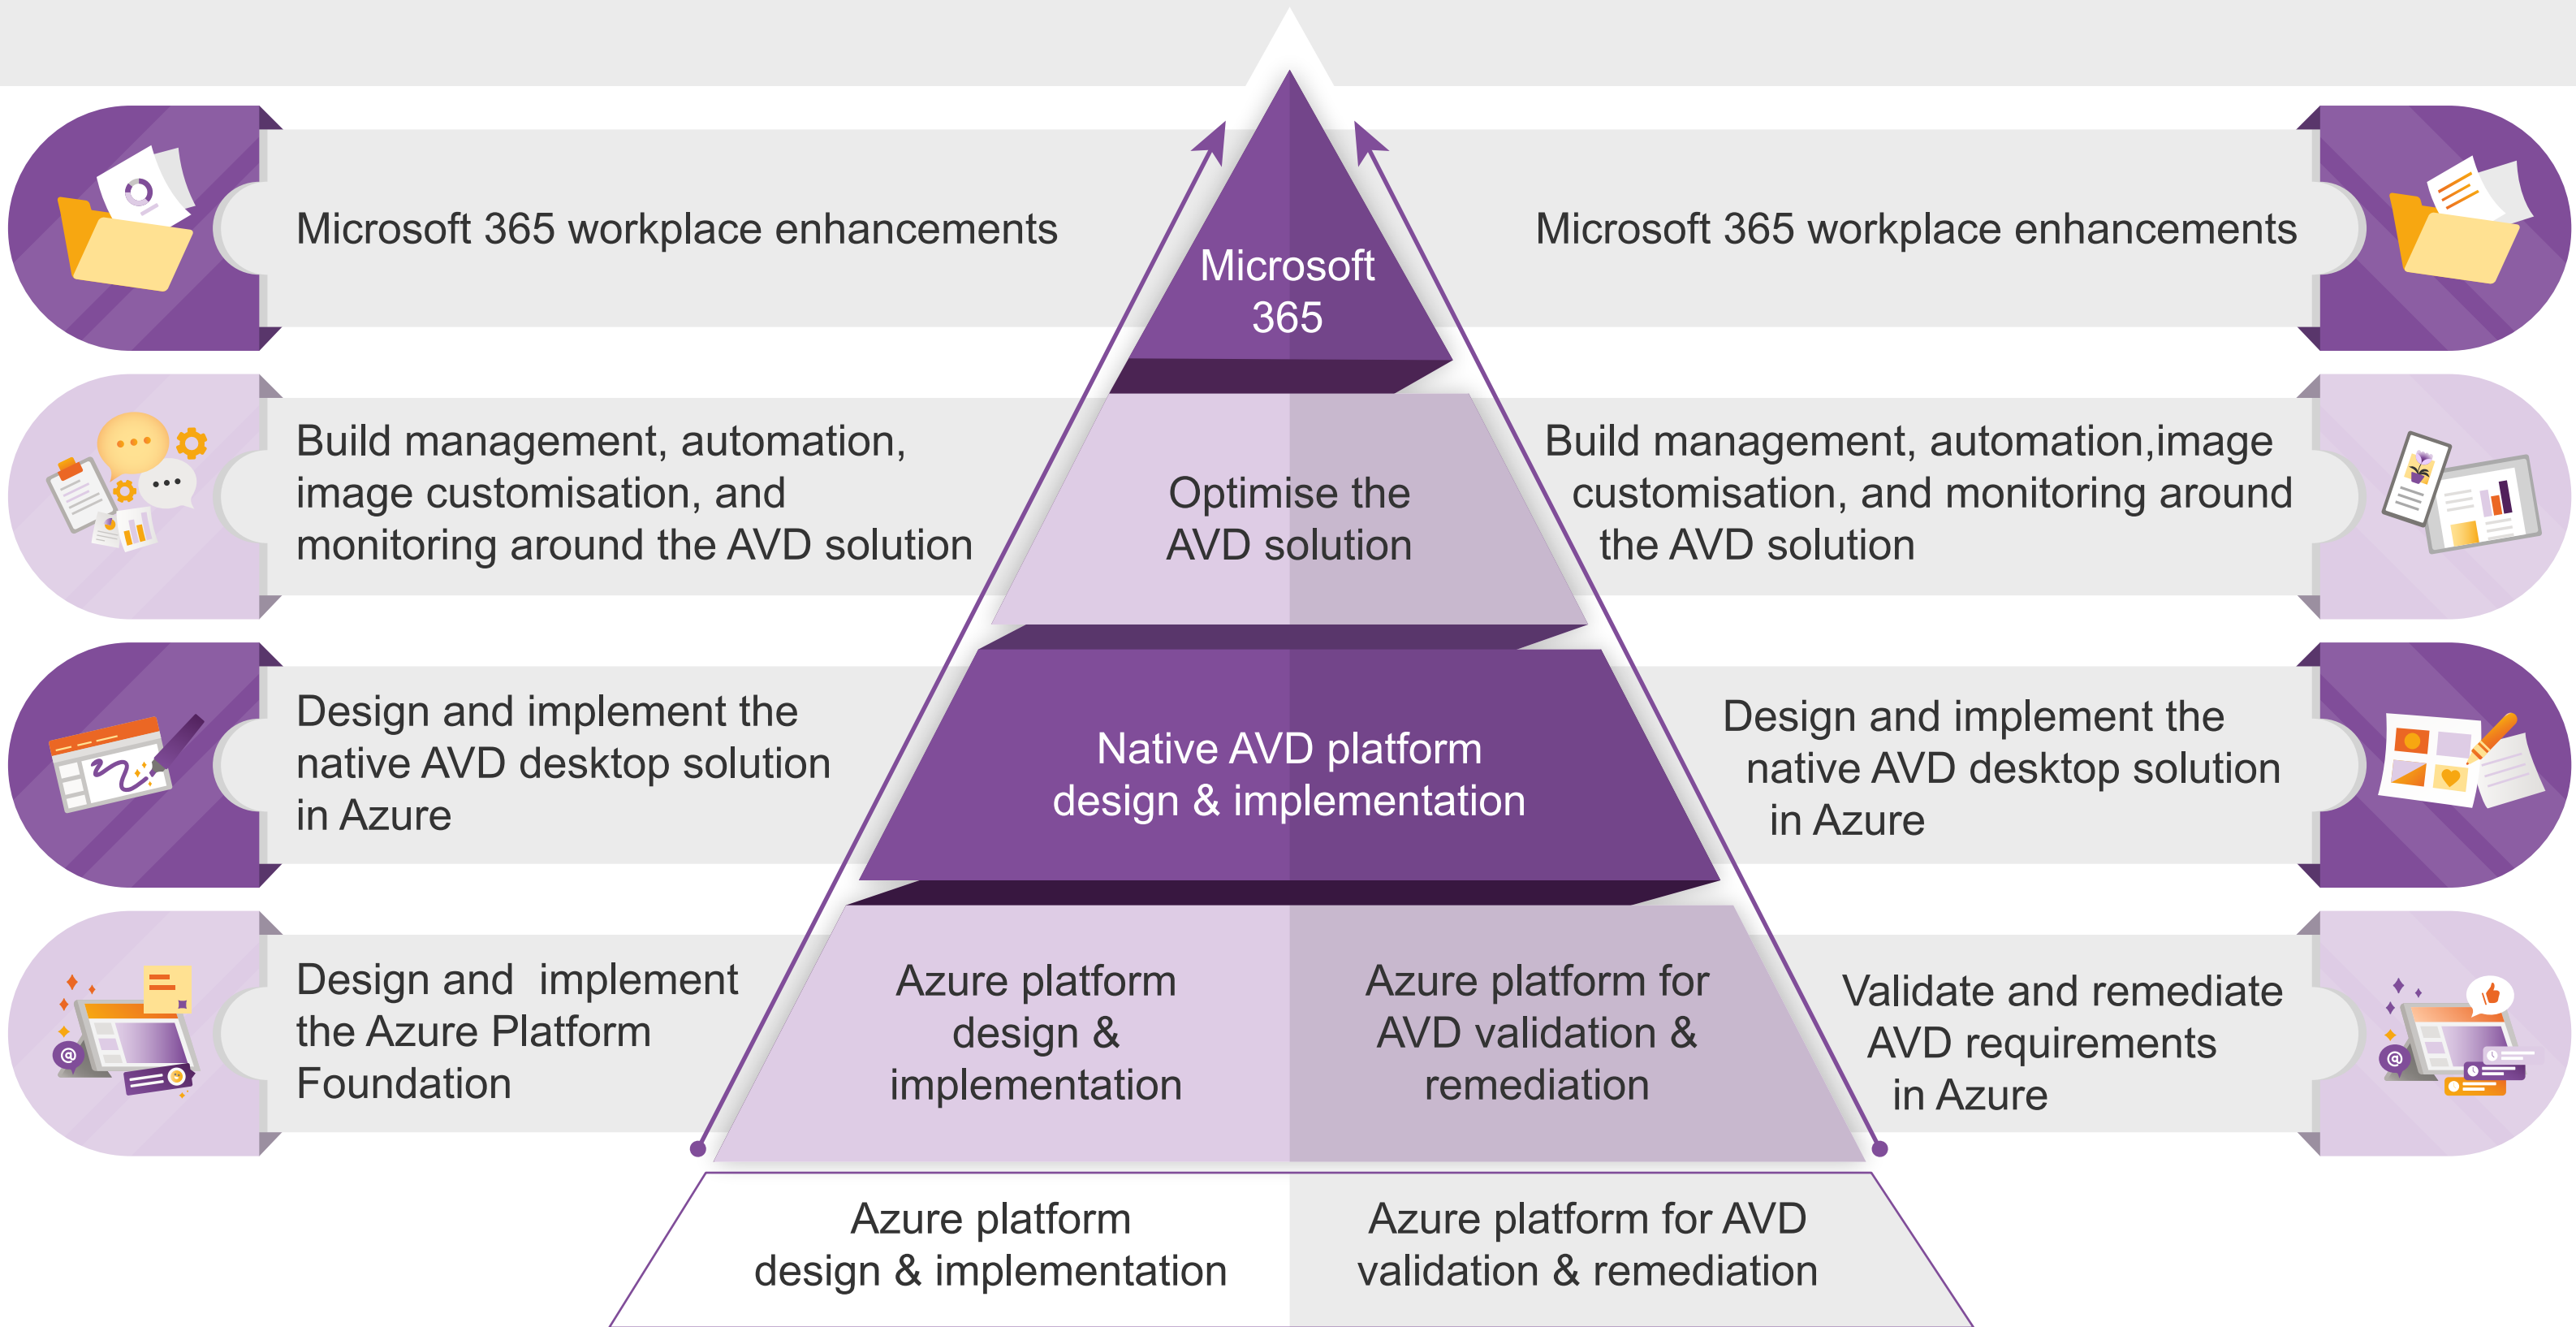 Microsoft 365 workplace enhancements
Microsoft
365
Microsoft 365 workplace enhancements
Build management, automation,
image customisation, and
monitoring around the AVD solution
Optimise the
AVD solution
Build management, automation,image
customisation, and monitoring around
the AVD solution
Design and implement the
native AVD desktop solution
in Azure
Native AVD platform
design & implementation
Design and implement the
native AVD desktop solution
in Azure
Design and  implement
the Azure Platform
Foundation
Azure platform
design &
implementation
Azure platform for
AVD validation &
remediation
Validate and remediate
AVD requirements
in Azure
@
@
Azure platform
design & implementation
Azure platform for AVD
validation & remediation